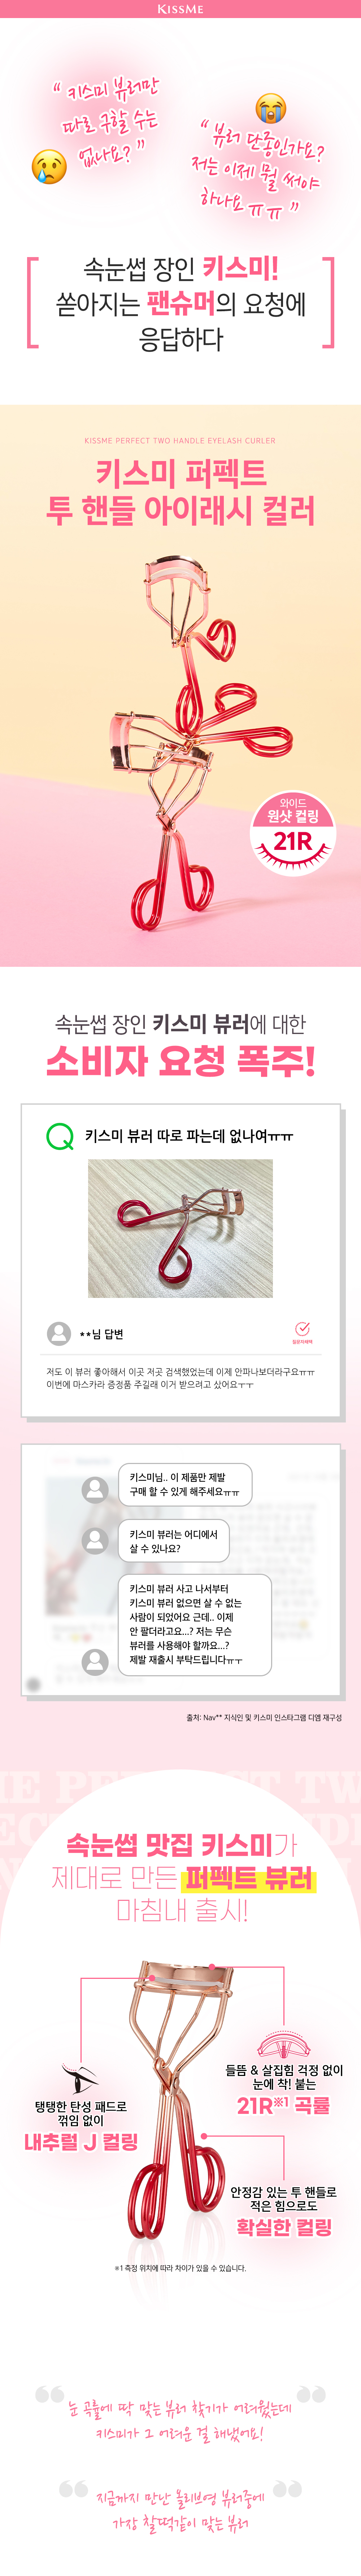 KISSME
“ 키스미 뷰러만
따로 구할 수는
없나요? ”
“ 뷰러 단종인가요?
저는 이제 뭘 써야
하나요 ㅠㅠ ”
속눈썹 장인 키스미!
쏟아지는 팬슈머의 요청에
응답하다
KISSME PERFECT TWO HANDLE EYELASH CURLER
키스미 퍼펙트
투 핸들 아이래시 컬러
와이드
원샷 컬링
21R
속눈썹 장인 키스미 뷰러에 대한
소비자 요청 폭주!
Q 키스미 뷰러 따로 파는데 없나여ㅠㅠ
**님 답변
질문자채택
저도 이 뷰러 좋아해서 이곳 저곳 검색했었는데 이제 안파나보더라구요ㅠㅠ
이번에 마스카라 증정품 주길래 이거 받으려고 샀어요ㅜㅜ
키스미님.. 이 제품만 제발
구매 할 수 있게 해주세요ㅠㅠ
키스미 뷰러는 어디에서
살 수 있나요?
키스미 뷰러 사고 나서부터
키스미 뷰러 없으면 살 수 없는
사람이 되었어요 근데.. 이제
안 팔더라고요...? 저는 무슨
뷰러를 사용해야 할까요...?
제발 재출시 부탁드립니다ㅠㅜ
출처: Nav** 지식인 및 키스미 인스타그램 디엠 재구성
속눈썹 맛집 키스미가
제대로 만든 퍼펙트 뷰러
마침내 출시!
탱탱한 탄성 패드로
꺾임 없이
내추럴 J 컬링
들뜸 & 살집힘 걱정 없이
눈에 착! 붙는
21R※1 곡률
안정감 있는 투 핸들로
적은 힘으로도
확실한 컬링
※1 측정 위치에 따라 차이가 있을 수 있습니다.
눈 곡률에 딱 맞는 뷰러 찾기가 어려웠는데
키스미가 그 어려운 걸 해냈어요!
지금까지 만난 올리브영 뷰러중에
가장 찰떡같이 맞는 뷰러